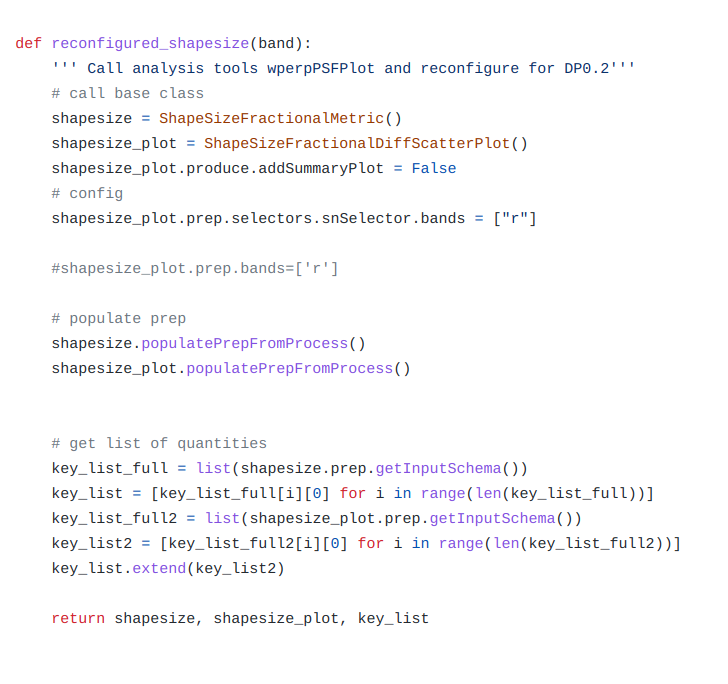 def reconfigured_shapesize(band):
    ''' Call analysis tools wperpPSFPlot and reconfigure for DP0.2'''
    # call base class
    shapesize = ShapeSizeFractionalMetric()
    shapesize_plot = ShapeSizeFractionalDiffScatterPlot()
    shapesize_plot.produce.addSummaryPlot = False
    # config
    shapesize_plot.prep.selectors.snSelector.bands = ["r"]
    #shapesize_plot.prep.bands=['r']
    # populate prep
    shapesize.populatePrepFromProcess()
    shapesize_plot.populatePrepFromProcess()
    # get list of quantities
    key_list_full = list(shapesize.prep.getInputSchema())
    key_list = [key_list_full[i][0] for i in range(len(key_list_full))]
    key_list_full2 = list(shapesize_plot.prep.getInputSchema())
    key_list2 = [key_list_full2[i][0] for i in range(len(key_list_full2))]
    key_list.extend(key_list2)
    return shapesize, shapesize_plot, key_list